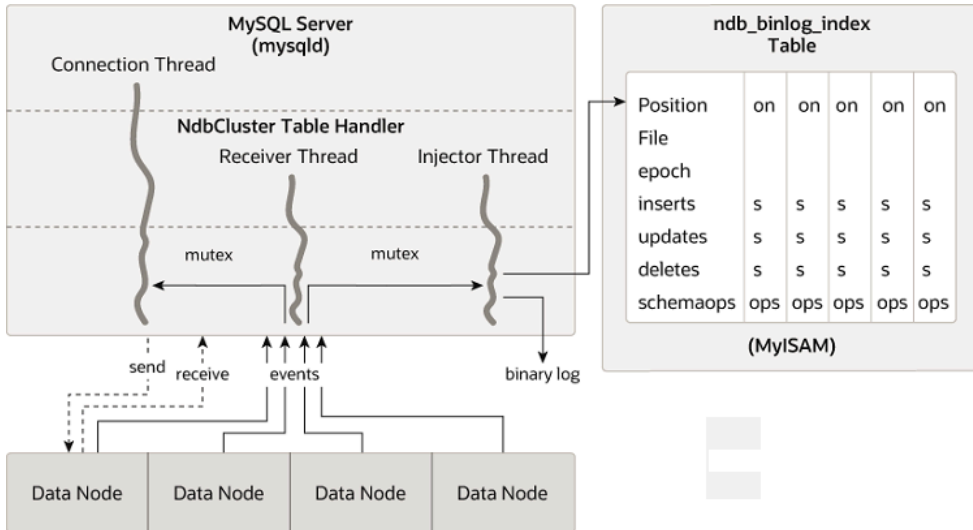 MySQL Server
(mysqld)
Connection Thread
NdbCluster Table Handler
Receiver Thread
Injector Thread
mutex
mutex
send
receive
events
binary log
Data Node
Data Node
Data Node
Data Node
ndb_binlog_index
Table
Position on on on on on
File
epoch
inserts s s s s s
updates s s s s s
deletes s s s s s
schemaops ops ops ops ops ops
(MyISAM)